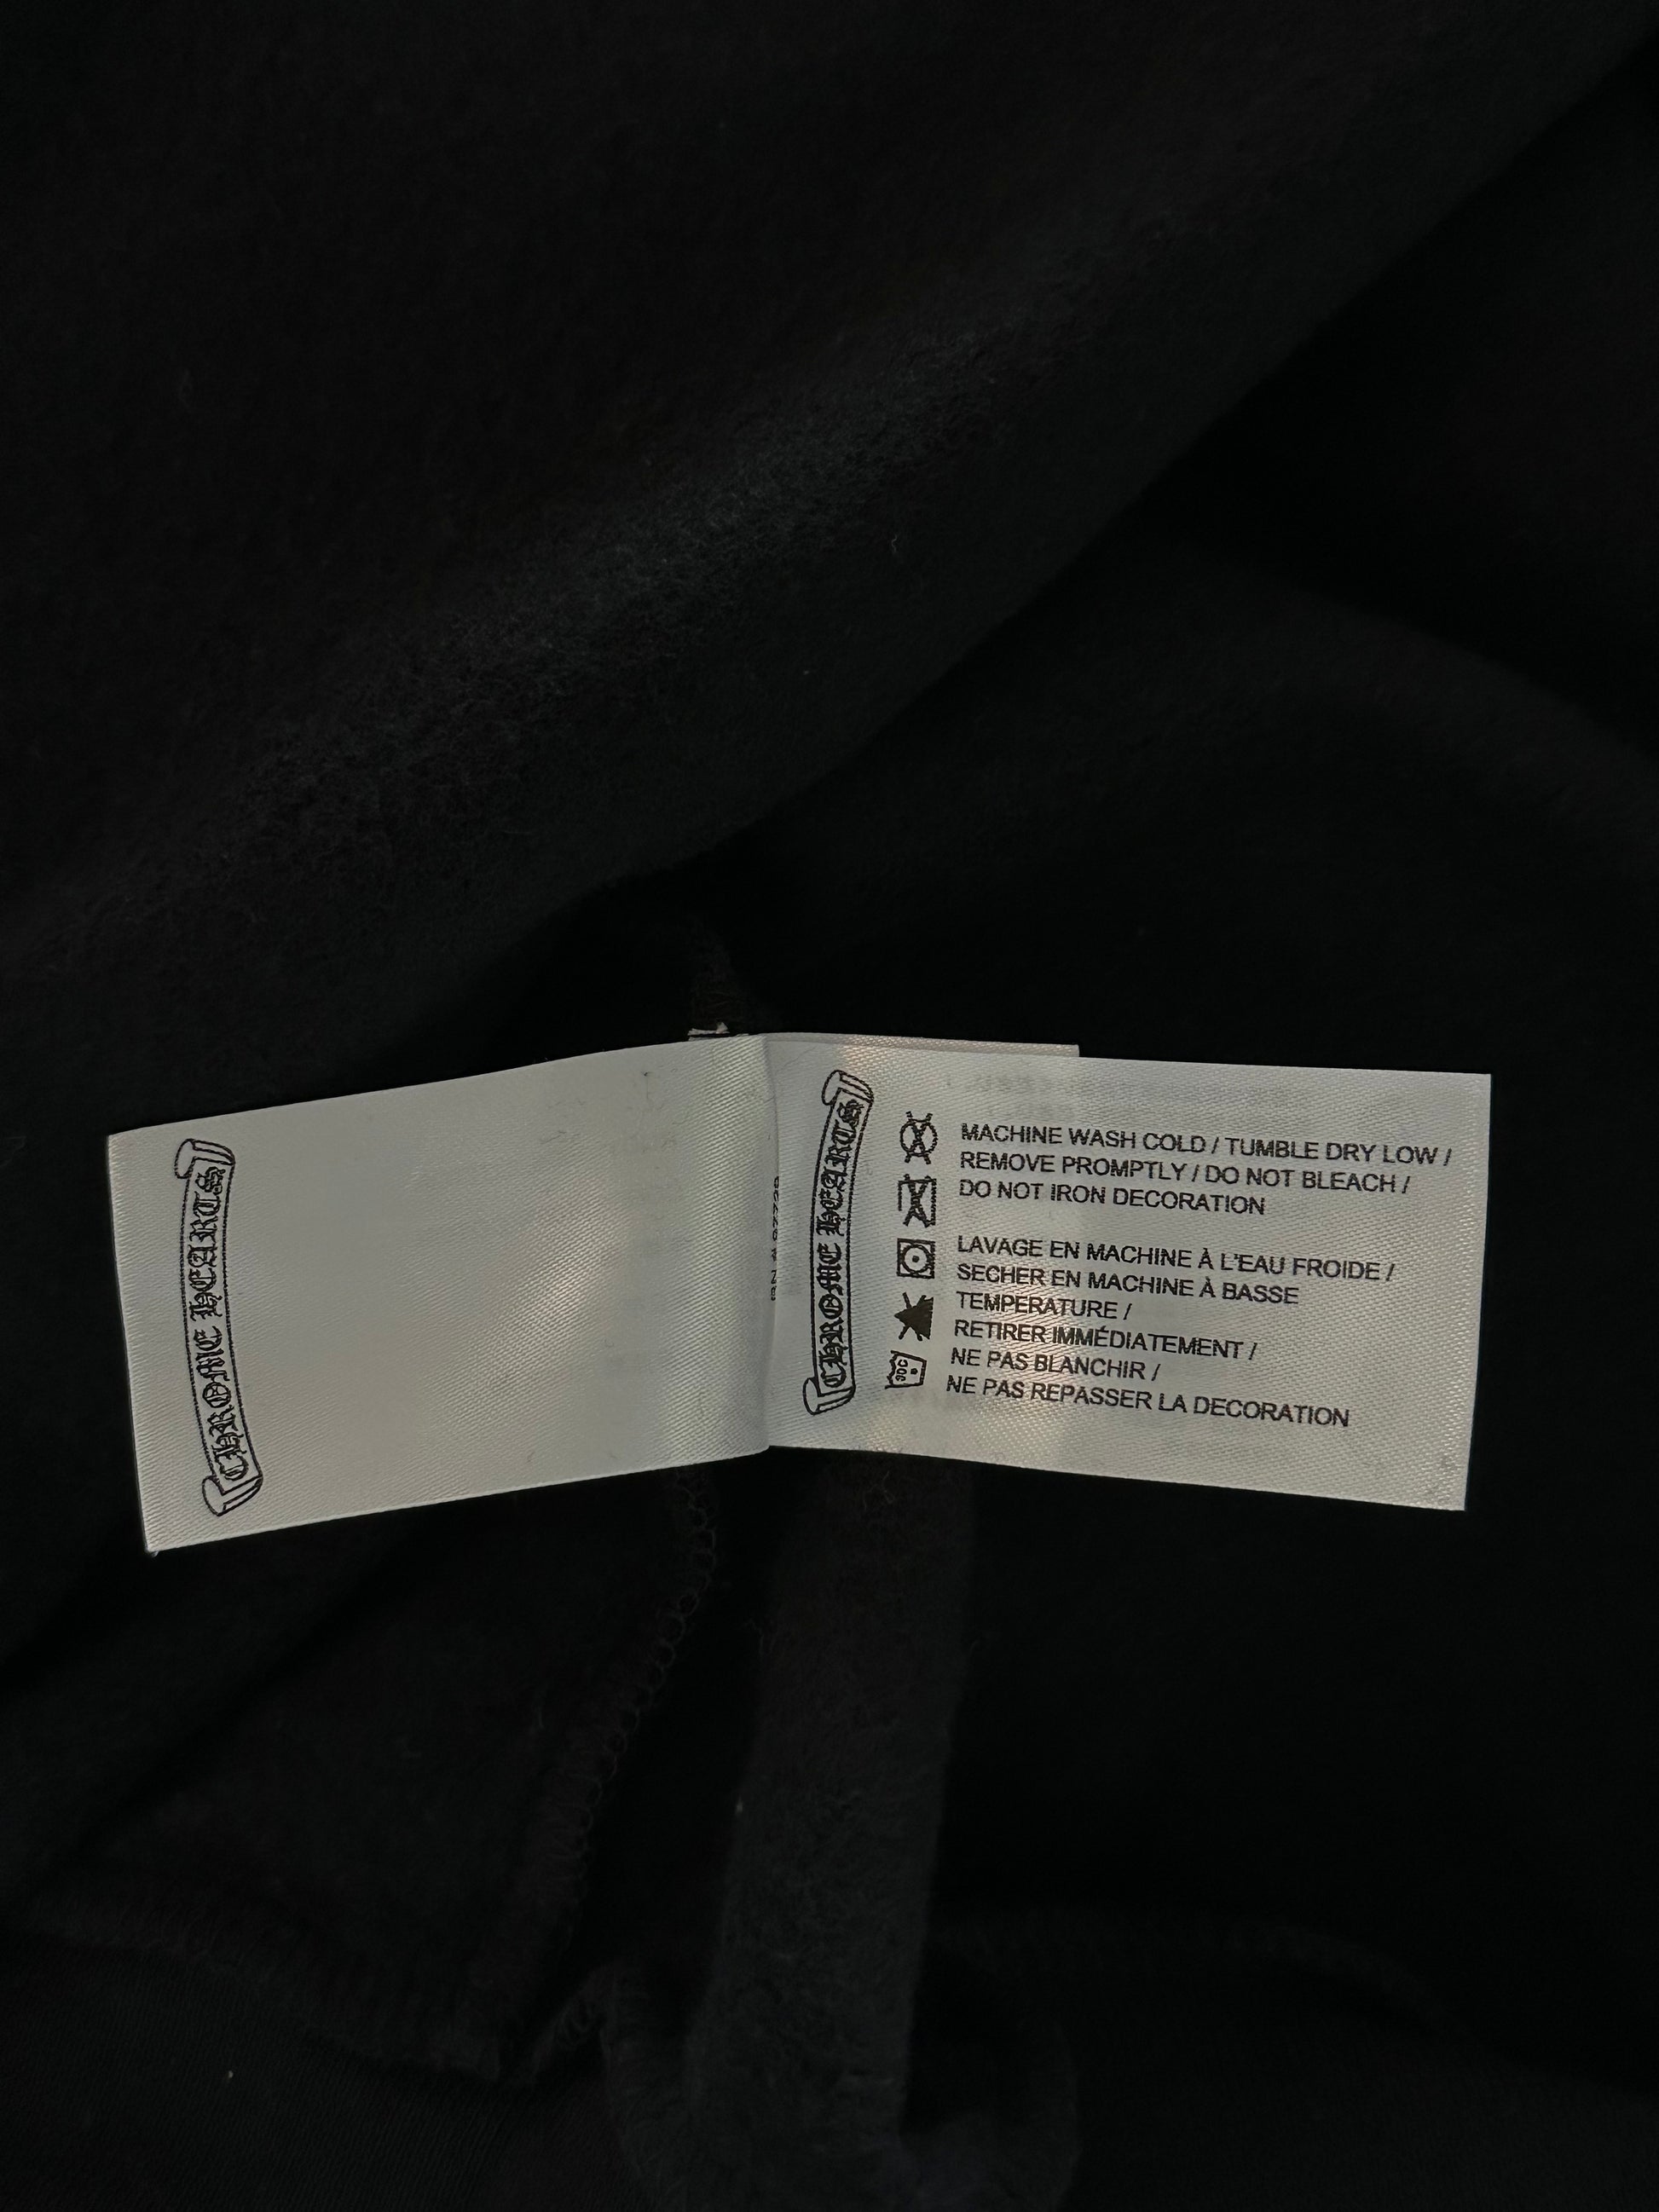 CHROME HEARTS
RN # 97729
CHROME HEARTS
MACHINE WASH COLD / TUMBLE DRY LOW /
REMOVE PROMPTLY / DO NOT BLEACH /
DO NOT IRON DECORATION
LAVAGE EN MACHINE À L'EAU FROIDE /
SECHER EN MACHINE À BASSE
TEMPERATURE /
RETIRER IMMÉDIATEMENT /
NE PAS BLANCHIR /
NE PAS REPASSER LA DECORATION